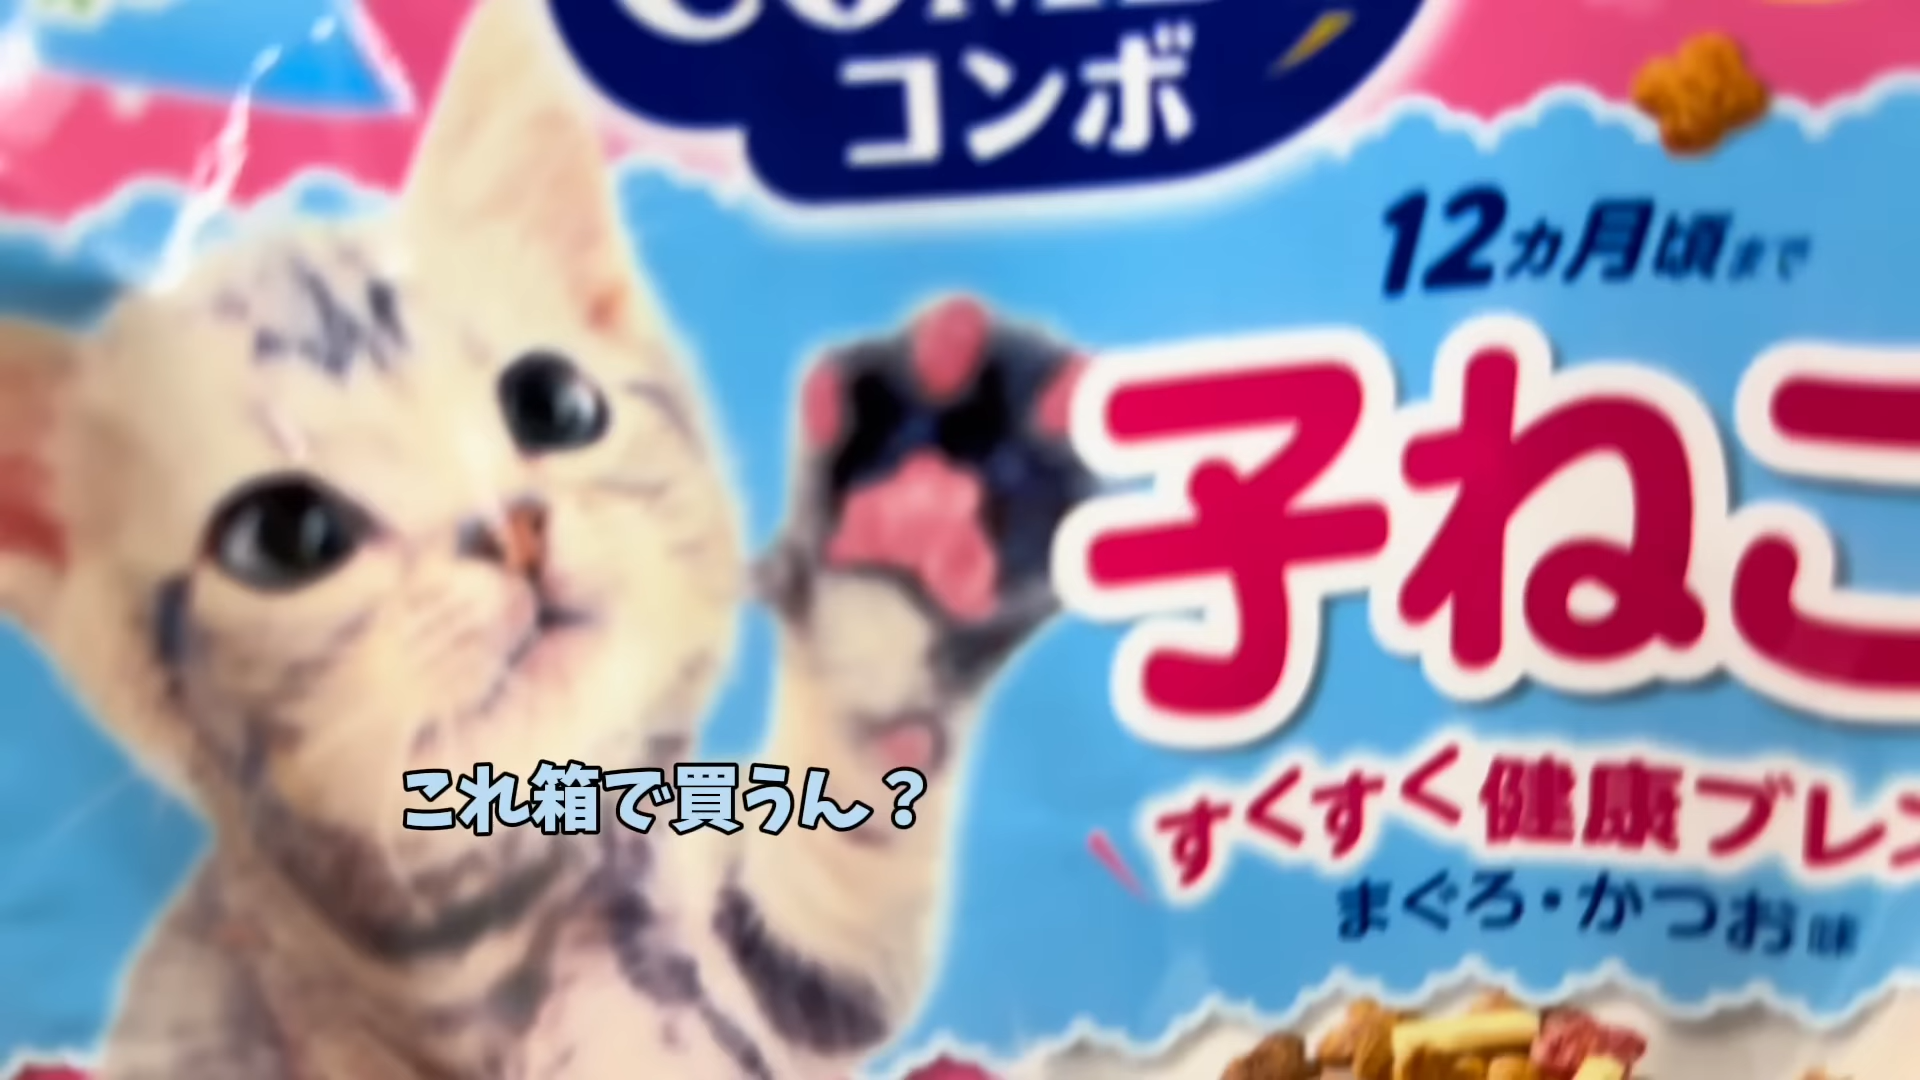 コンボ
12カ月頃まで
子ねこ
すくすく健康ブレ
まぐろ・かつお味
これ箱で買うん？